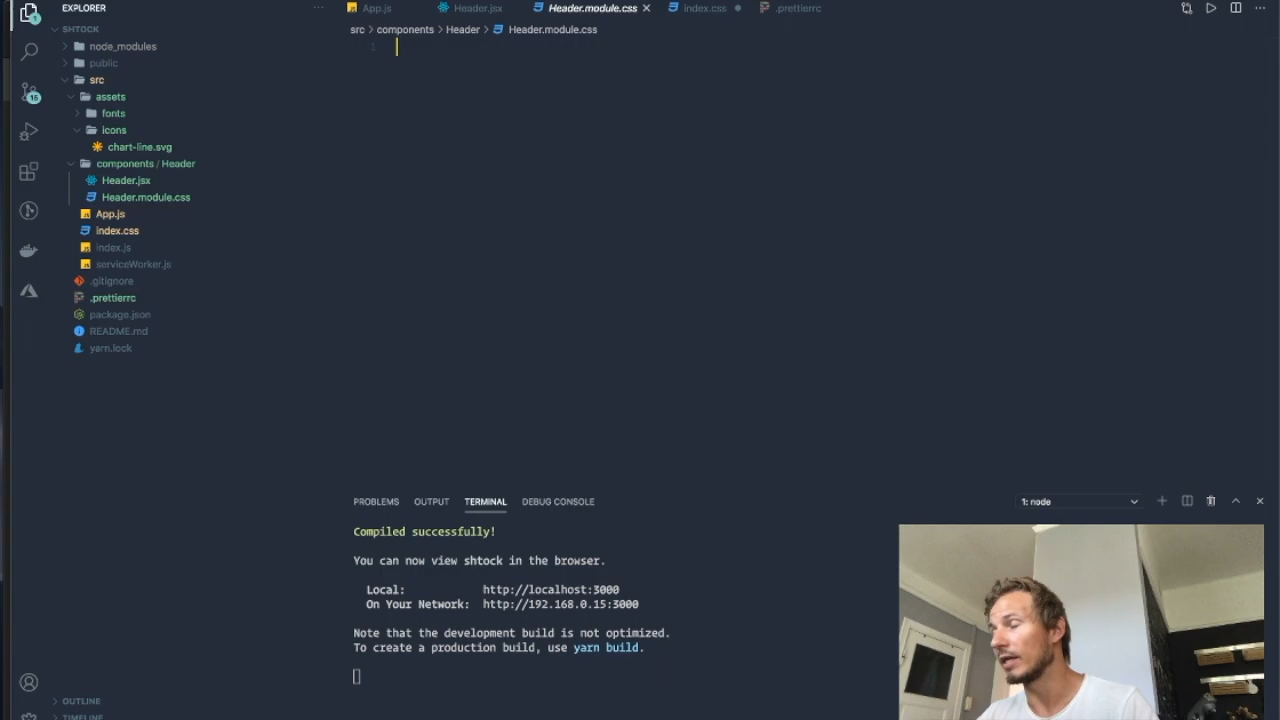 EXPLORER
SHTOCK
node_modules
public
src
assets
fonts
icons
chart-line.svg
components / Header
Header.jsx
Header.module.css
App.js
index.css
index.js
serviceWorker.js
.gitignore
.prettierrc
package.json
README.md
yarn.lock
OUTLINE
TIMELINE
1
15
App.js
Header.jsx
Header.module.css
index.css
.prettierrc
src > components > Header > Header.module.css
1
PROBLEMS OUTPUT TERMINAL DEBUG CONSOLE
1: node
Compiled successfully!
You can now view shtock in the browser.
Local: http://localhost:3000
On Your Network: http://192.168.0.15:3000
Note that the development build is not optimized.
To create a production build, use yarn build.